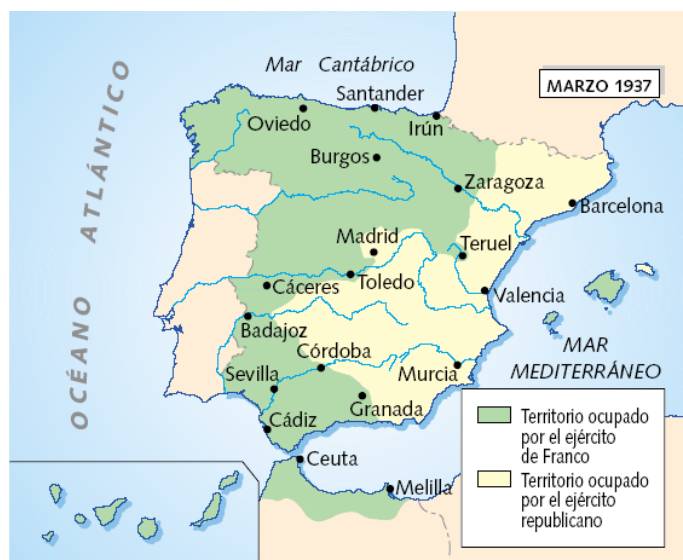 Mar Cantábrico
MARZO 1937
OCÉANO ATLÁNTICO
Santander
Oviedo
Irún
Burgos
Zaragoza
Barcelona
Madrid
Teruel
Cáceres
Toledo
Valencia
Badajoz
Córdoba
MAR
MEDITERRÁNEO
Sevilla
Murcia
Cádiz
Granada
Ceuta
Melilla
Territorio ocupado
por el ejército
de Franco
Territorio ocupado
por el ejército
republicano